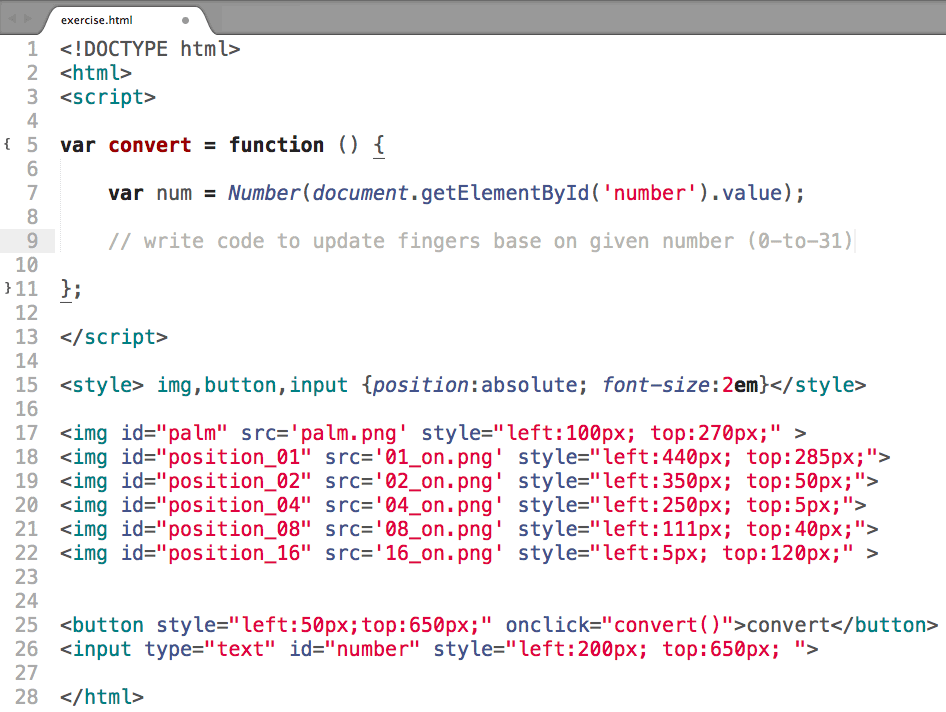 exercise.html
1 <!DOCTYPE html>
2 <html>
3 <script>
4
5 var convert = function () {
6
7     var num = Number(document.getElementById('number').value);
8
9     // write code to update fingers base on given number (0-to-31)
10
11 };
12
13 </script>
14
15 <style> img,button,input {position:absolute; font-size:2em}</style>
16
17 <img id="palm" src='palm.png' style="left:100px; top:270px;" >
18 <img id="position_01" src='01_on.png' style="left:440px; top:285px;">
19 <img id="position_02" src='02_on.png' style="left:350px; top:50px;">
20 <img id="position_04" src='04_on.png' style="left:250px; top:5px;">
21 <img id="position_08" src='08_on.png' style="left:111px; top:40px;">
22 <img id="position_16" src='16_on.png' style="left:5px; top:120px;" >
23
24
25 <button style="left:50px;top:650px;" onclick="convert()">convert</button>
26 <input type="text" id="number" style="left:200px; top:650px; ">
27
28 </html>